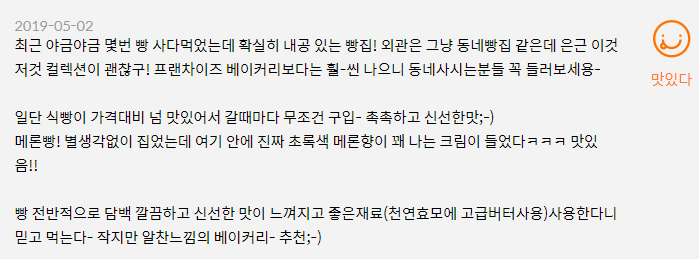 2019-05-02
최근 야금야금 몇번 빵 사다먹었는데 확실히 내공 있는 빵집! 외관은 그냥 동네빵집 같은데 은근 이것
저것 컬렉션이 괜찮구! 프랜차이즈 베이커리보다는 훨-씬 나으니 동네사시는분들 꼭 들러보세용-
맛있다
일단 식빵이 가격대비 넘 맛있어서 갈때마다 무조건 구입- 촉촉하고 신선한맛;-)
메론빵! 별생각없이 집었는데 여기 안에 진짜 초록색 메론향이 꽤 나는 크림이 들었다ㅋㅋㅋ 맛있
음!!
빵 전반적으로 담백 깔끔하고 신선한 맛이 느껴지고 좋은재료(천연효모에 고급버터사용)사용한다니
믿고 먹는다- 작지만 알찬느낌의 베이커리- 추천;-)